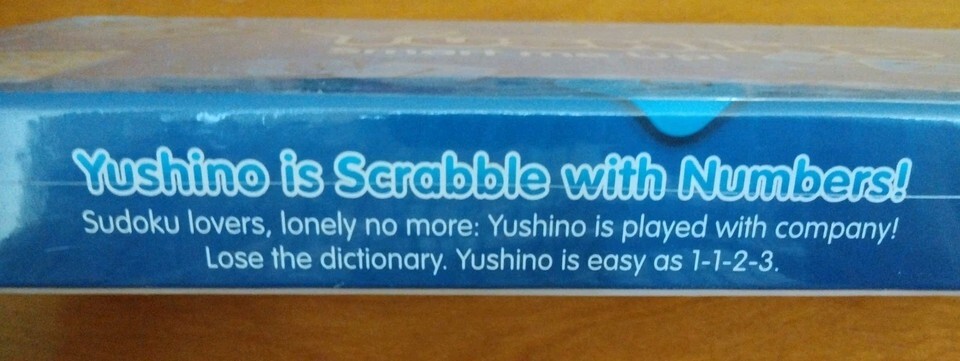 Yushino is Scrabble with Numbers!
Sudoku lovers, lonely no more: Yushino is played with company!
Lose the dictionary. Yushino is easy as 1-1-2-3.